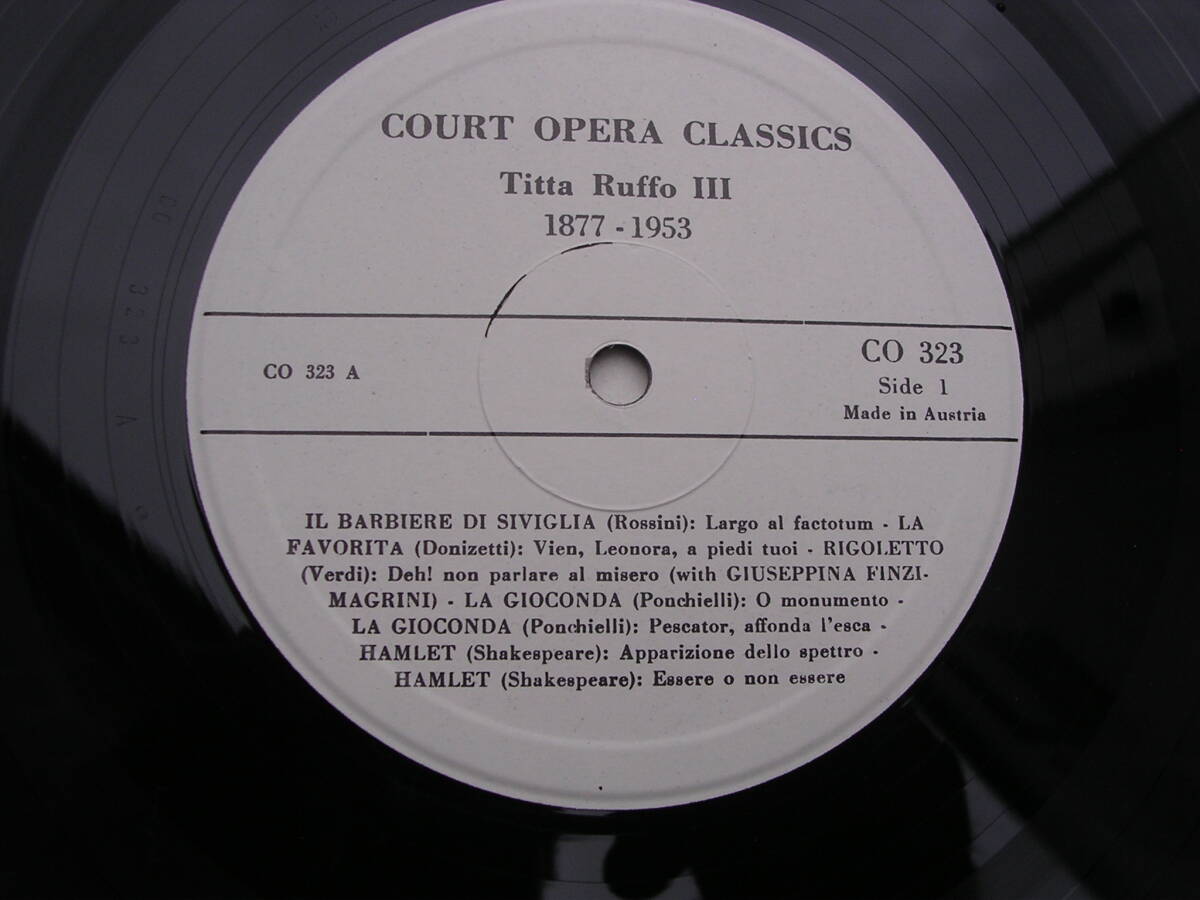 COURT OPERA CLASSICS
Titta Ruffo III
1877 - 1953
CO 323 A
CO 323
Side 1
Made in Austria
IL BARBIERE DI SIVIGLIA (Rossini): Largo al factotum - LA
FAVORITA (Donizetti): Vien, Leonora, a piedi tuoi - RIGOLETTO
(Verdi): Deh! non parlare al misero (with GIUSEPPINA FINZI-
MAGRINI) - LA GIOCONDA (Ponchielli): O monumento -
LA GIOCONDA (Ponchielli): Pescator, affonda l'esca -
HAMLET (Shakespeare): Apparizione dello spettro -
HAMLET (Shakespeare): Essere o non essere
CO 323 A